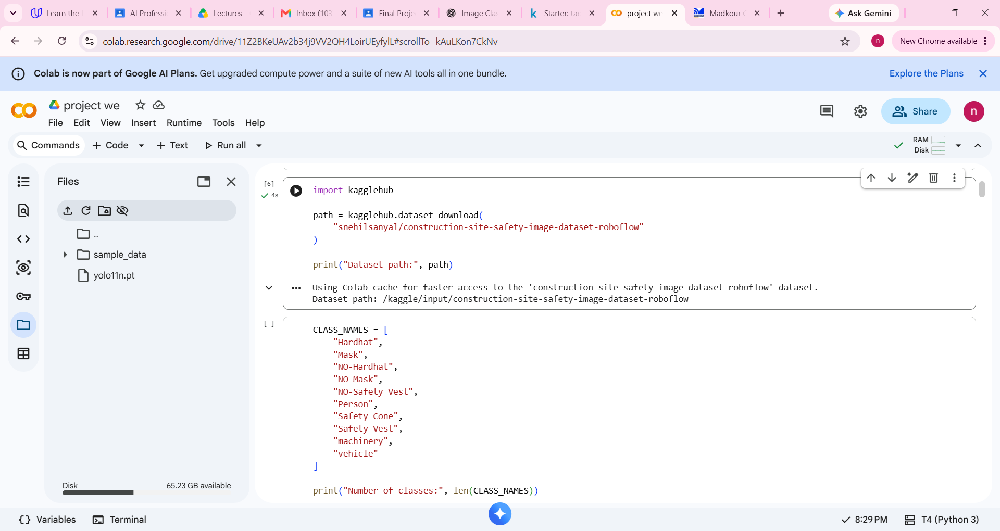 Learn the L
AI Professi
Lectures -
Inbox (103
Final Proje
Image Clas
Starter: tac
project we
Madkour C
Ask Gemini
colab.research.google.com/drive/11Z2BKeUAv2b34j9VV2QH4LoirUEyfylL#scrollTo=kAuLKon7CkNv
n
New Chrome available
Colab is now part of Google AI Plans. Get upgraded compute power and a suite of new AI tools all in one bundle.
Explore the Plans
project we
File Edit View Insert Runtime Tools Help
Share
n
Commands
+ Code
+ Text
Run all
RAM
Disk
Files
..
sample_data
yolo11n.pt
Disk
65.23 GB available
[6]
4s
import kagglehub
path = kagglehub.dataset_download(
"snehilsanyal/construction-site-safety-image-dataset-roboflow"
)
print("Dataset path:", path)
Using Colab cache for faster access to the 'construction-site-safety-image-dataset-roboflow' dataset.
Dataset path: /kaggle/input/construction-site-safety-image-dataset-roboflow
[ ]
CLASS_NAMES = [
"Hardhat",
"Mask",
"NO-Hardhat",
"NO-Mask",
"NO-Safety Vest",
"Person",
"Safety Cone",
"Safety Vest",
"machinery",
"vehicle"
]
print("Number of classes:", len(CLASS_NAMES))
Variables
Terminal
8:29 PM
T4 (Python 3)